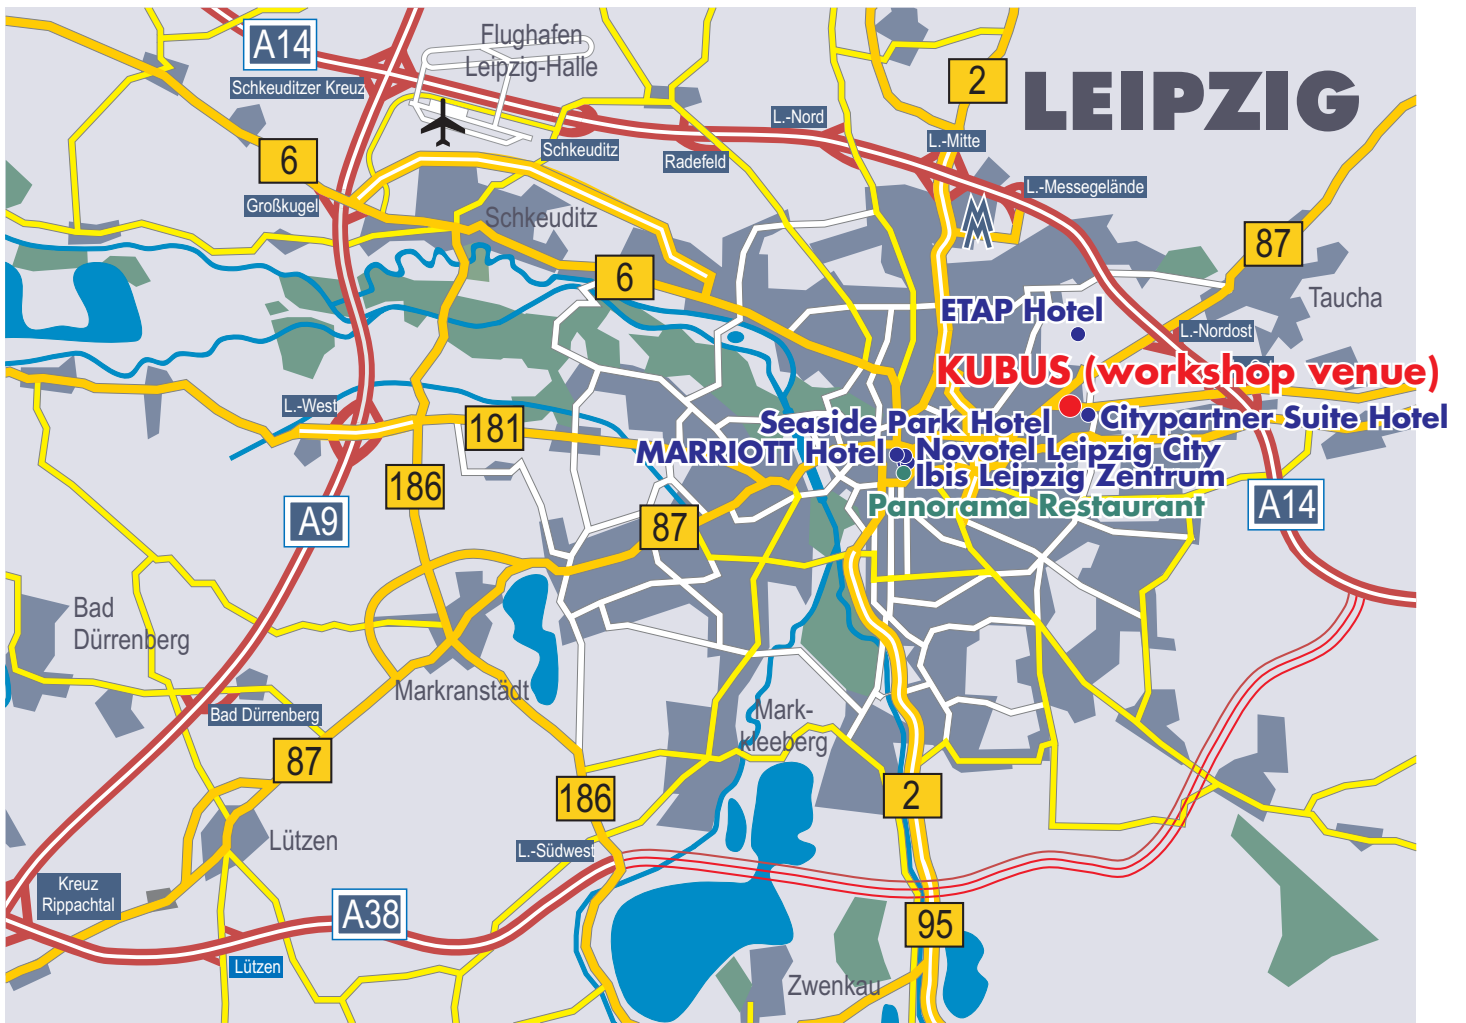 Flughafen
Leipzig-Halle
A14
Schkeuditzer Kreuz
2
LEIPZIG
L.-Nord
L.-Mitte
Schkeuditz
Radefeld
6
L.-Messegelände
Großkugel
Schkeuditz
M
87
6
Taucha
ETAP Hotel
L.-Nordost
KUBUS (workshop venue)
L.-West
181
Seaside Park Hotel
Citypartner Suite Hotel
MARRIOTT Hotel
Novotel Leipzig City
Ibis Leipzig Zentrum
186
Panorama Restaurant
A9
87
A14
Bad
Dürrenberg
Markranstädt
Bad Dürrenberg
Mark-
kleeberg
87
186
2
Lützen
L.-Südwest
Kreuz
Rippachtal
A38
95
Lützen
Zwenkau